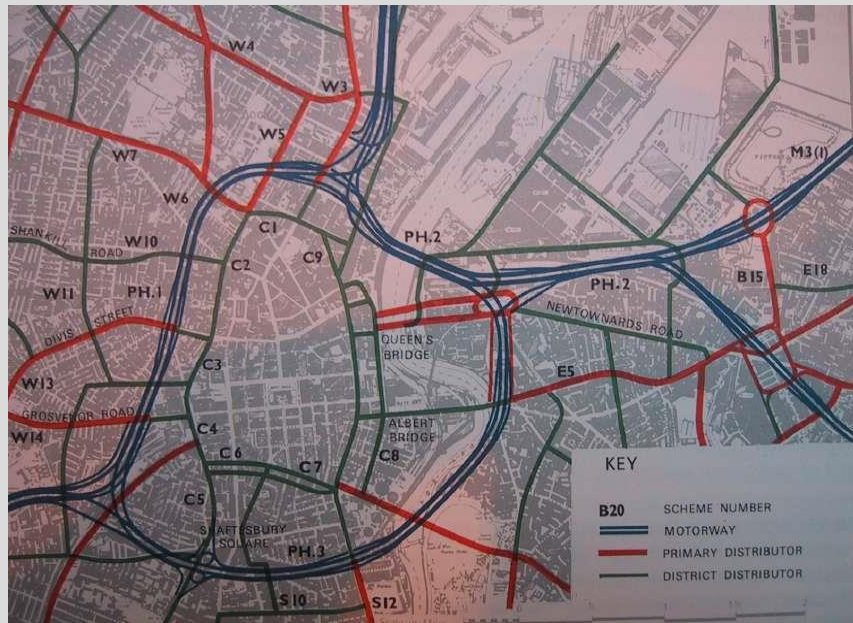 W4
W3
W5
W7
M3(1)
W6
SHANKILL
ROAD
W10
C1
C9
PH.2
C2
PH.2
B15
E18
W11
PH.1
DIVIS STREET
NEWTOWNARDS ROAD
QUEEN'S
BRIDGE
C3
E5
W13
GROSVENOR ROAD
W14
C4
ALBERT
BRIDGE
C6
C7
C8
C5
SHAFTESBURY
SQUARE
PH.3
S10
S12
KEY
B20 SCHEME NUMBER
MOTORWAY
PRIMARY DISTRIBUTOR
DISTRICT DISTRIBUTOR